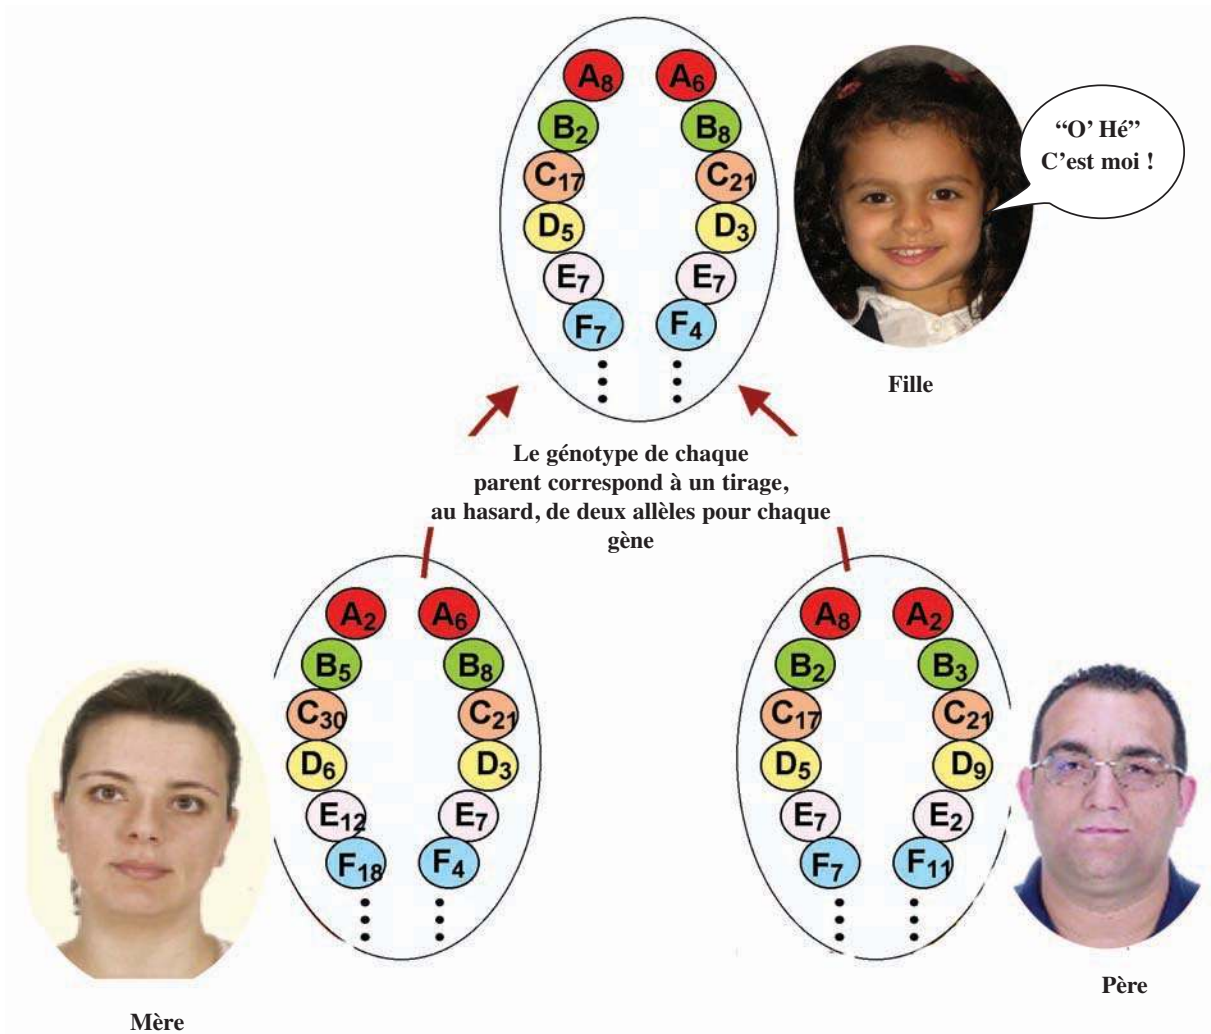 A8 A6
B2 B8
C17 C21
D5 D3
E7 E7
F7 F4
“O’ Hé”
C’est moi !
Fille
Le génotype de chaque
parent correspond à un tirage,
au hasard, de deux allèles pour chaque
gène
A2 A6
B5 B8
C30 C21
D6 D3
E12 E7
F18 F4
Mère
A8 A2
B2 B3
C17 C21
D5 D9
E7 E2
F7 F11
Père